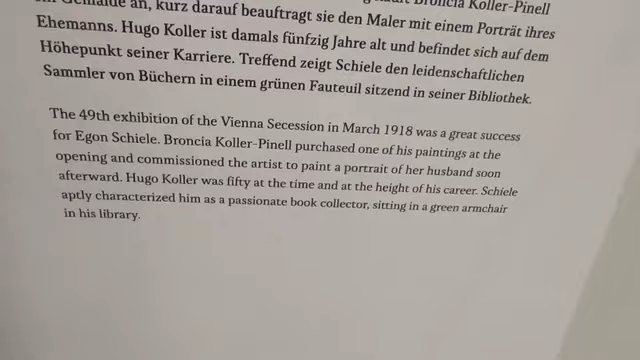 Broncia Koller-Pinell
Gemälde an, kurz darauf beauftragt sie den Maler mit einem Porträt ihres
Ehemanns. Hugo Koller ist damals fünfzig Jahre alt und befindet sich auf dem
Höhepunkt seiner Karriere. Treffend zeigt Schiele den leidenschaftlichen
Sammler von Büchern in einem grünen Fauteuil sitzend in seiner Bibliothek.
The 49th exhibition of the Vienna Secession in March 1918 was a great success
for Egon Schiele. Broncia Koller-Pinell purchased one of his paintings at the
opening and commissioned the artist to paint a portrait of her husband soon
afterward. Hugo Koller was fifty at the time and at the height of his career. Schiele
aptly characterized him as a passionate book collector, sitting in a green armchair
in his library.